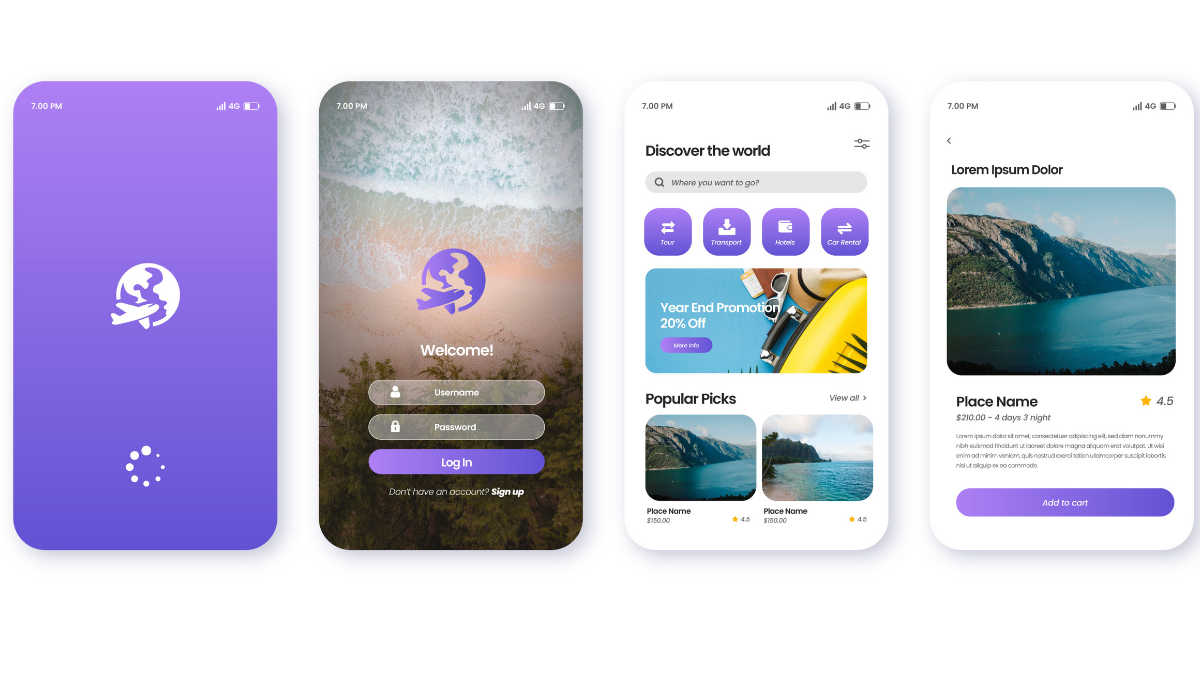 7.00 PM
4G
7.00 PM
4G
Welcome!
Username
Password
Log In
Don't have an account? Sign up
7.00 PM
4G
Discover the world
Where you want to go?
Tour
Transport
Hotels
Car Rental
Year End Promotion
20% Off
More Info
Popular Picks
View all >
Place Name
$150.00
4.5
Place Name
$150.00
4.5
7.00 PM
4G
Lorem Ipsum Dolor
Place Name
4.5
$210.00 - 4 days 3 night
Lorem ipsum dolor sit amet, consectetuer adipiscing elit, sed diam nonummy
nibh euismod tincidunt ut laoreet dolore magna aliquam erat volutpat. Ut wisi
enim ad minim veniam, quis nostrud exerci tation ullamcorper suscipit lobortis
nisl ut aliquip ex ea commodo.
Add to cart